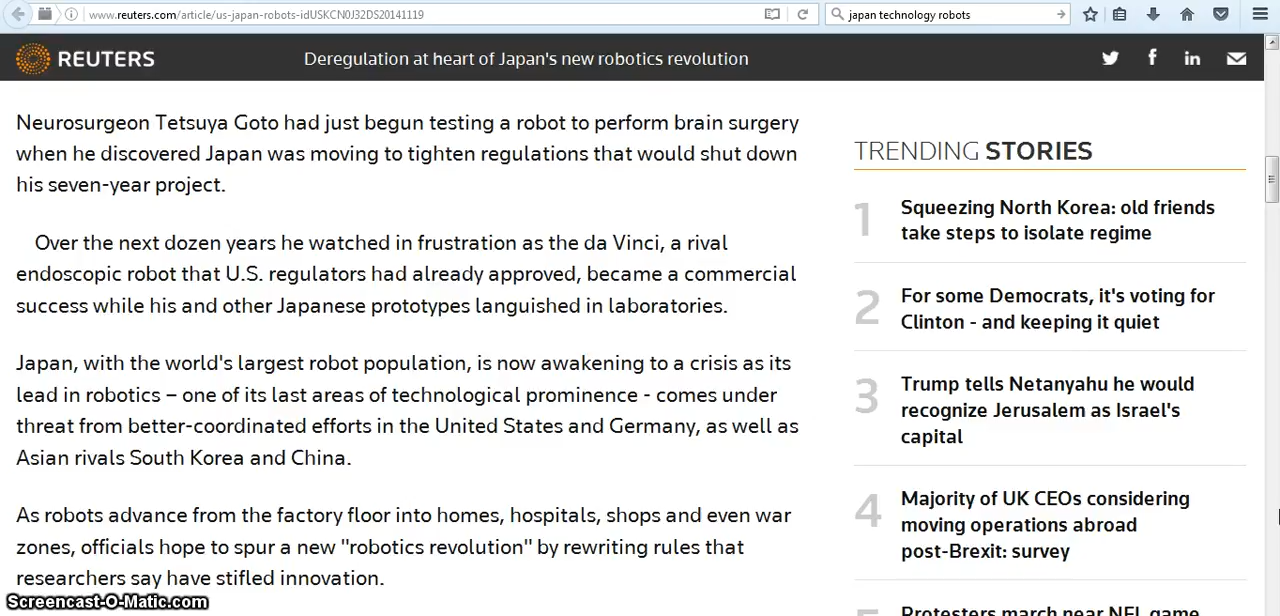 www.reuters.com/article/us-japan-robots-idUSKCN0J32DS20141119
japan technology robots
REUTERS
Deregulation at heart of Japan's new robotics revolution
Neurosurgeon Tetsuya Goto had just begun testing a robot to perform brain surgery
when he discovered Japan was moving to tighten regulations that would shut down
his seven-year project.
Over the next dozen years he watched in frustration as the da Vinci, a rival
endoscopic robot that U.S. regulators had already approved, became a commercial
success while his and other Japanese prototypes languished in laboratories.
Japan, with the world's largest robot population, is now awakening to a crisis as its
lead in robotics – one of its last areas of technological prominence - comes under
threat from better-coordinated efforts in the United States and Germany, as well as
Asian rivals South Korea and China.
As robots advance from the factory floor into homes, hospitals, shops and even war
zones, officials hope to spur a new "robotics revolution" by rewriting rules that
researchers say have stifled innovation.
TRENDING STORIES
1
Squeezing North Korea: old friends
take steps to isolate regime
2
For some Democrats, it's voting for
Clinton - and keeping it quiet
3
Trump tells Netanyahu he would
recognize Jerusalem as Israel's
capital
4
Majority of UK CEOs considering
moving operations abroad
post-Brexit: survey
Protesters march near NFL game
Screencast-O-Matic.com